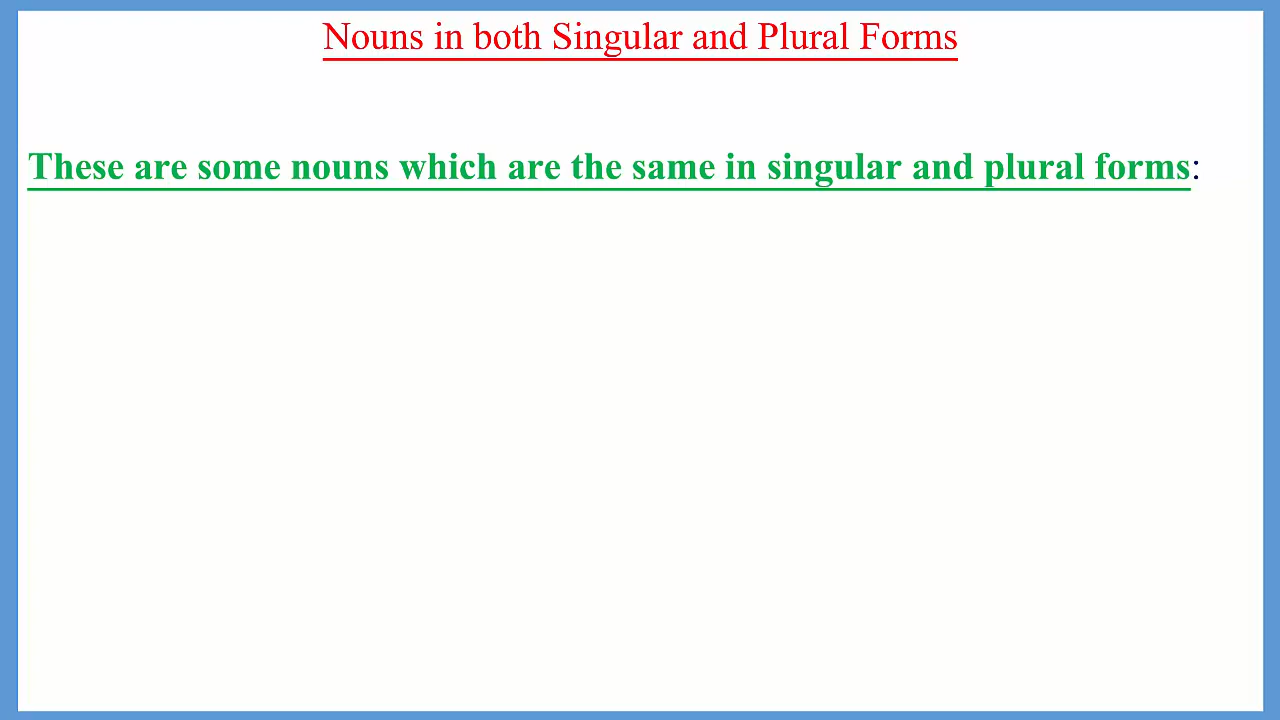 Nouns in both Singular and Plural Forms
These are some nouns which are the same in singular and plural forms: